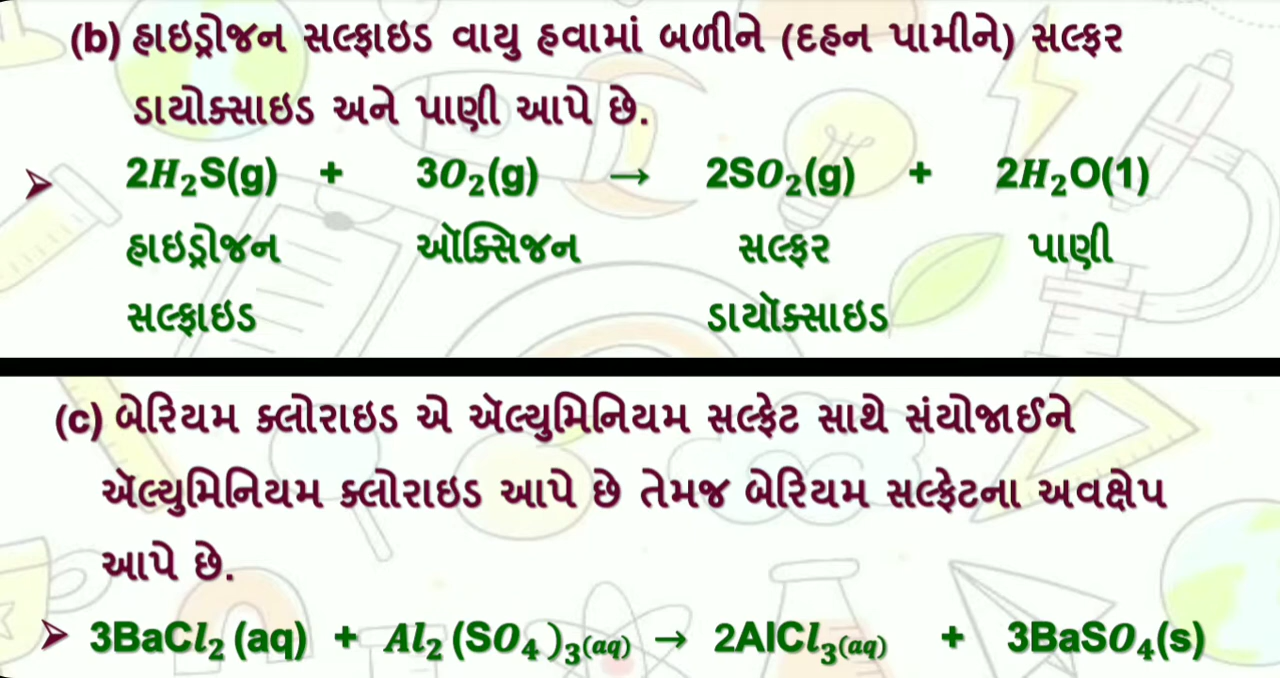 (b) હાઇડ્રોજન સલ્ફાઇડ વાયુ હવામાં બળીને (દહન પામીને) સલ્ફર
ડાયોક્સાઇડ અને પાણી આપે છે.
➢ 2H₂S(g) + 3O₂(g) → 2SO₂(g) + 2H₂O(1)
હાઇડ્રોજન ઑક્સિજન સલ્ફર પાણી
સલ્ફાઇડ ડાયૉક્સાઇડ
(c) બેરિયમ ક્લોરાઇડ એ ઍલ્યુમિનિયમ સલ્ફેટ સાથે સંયોજાઈને
ઍલ્યુમિનિયમ ક્લોરાઇડ આપે છે તેમજ બેરિયમ સલ્ફેટના અવક્ષેપ
આપે છે.
➢ 3BaCl₂ (aq) + Al₂ (SO₄ )₃(aq) → 2AlCl₃(aq) + 3BaSO₄(s)